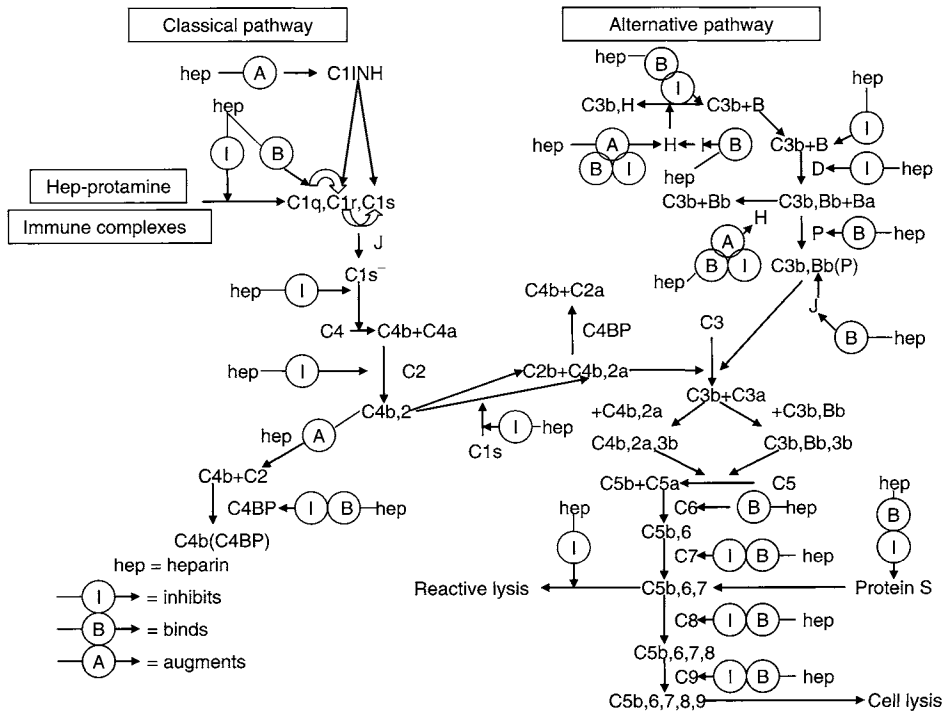 Classical pathway
Alternative pathway
hep A C1INH
hep
I B
Hep-protamine
Immune complexes
C1q,C1r,C1s
J
C1s¯
hep I
C4 C4b+C4a
hep I C2
C4b,2
hep A
C4b+C2
C4BP I B hep
C4b(C4BP)
hep = heparin
I = inhibits
B = binds
A = augments
C4b+C2a
C4BP
C2b+C4b,2a
I hep
C1s
hep B
I
C3b,H C3b+B
hep
I
hep A H I B
B I
hep
C3b+B
D I hep
C3b+Bb C3b,Bb+Ba
H
A
hep B I
P B hep
C3b,Bb(P)
J
B hep
C3
C3b+C3a
+C4b,2a +C3b,Bb
C4b,2a,3b C3b,Bb,3b
C5b+C5a C5
C6 B hep
C5b,6
hep
I
C7 I B hep
hep
B
I
Reactive lysis C5b,6,7 Protein S
C8 I B hep
C5b,6,7,8
C9 I B hep
C5b,6,7,8,9 Cell lysis